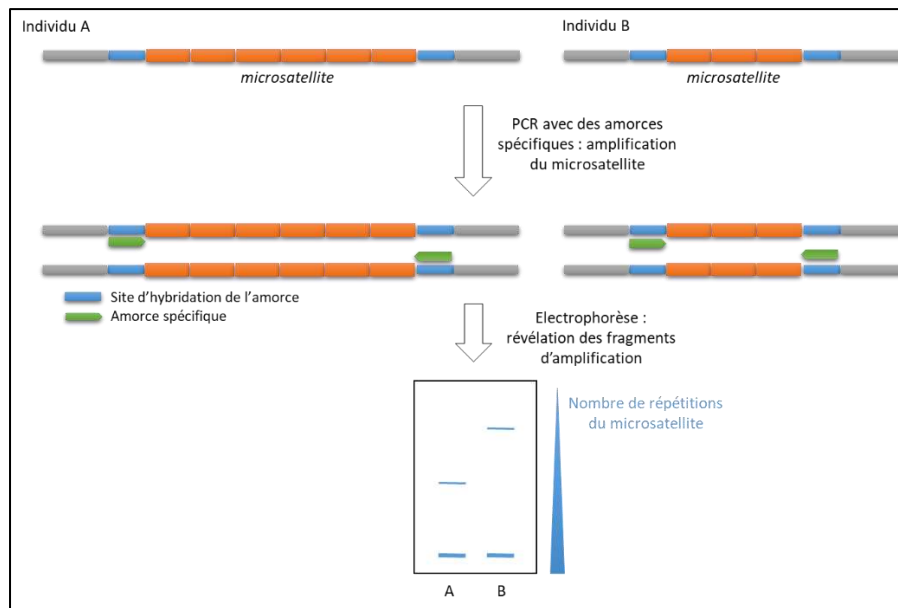 Individu A
Individu B
microsatellite
microsatellite
PCR avec des amorces
spécifiques : amplification
du microsatellite
Site d'hybridation de l'amorce
Amorce spécifique
Electrophorèse :
révélation des fragments
d'amplification
Nombre de répétitions
du microsatellite
A
B